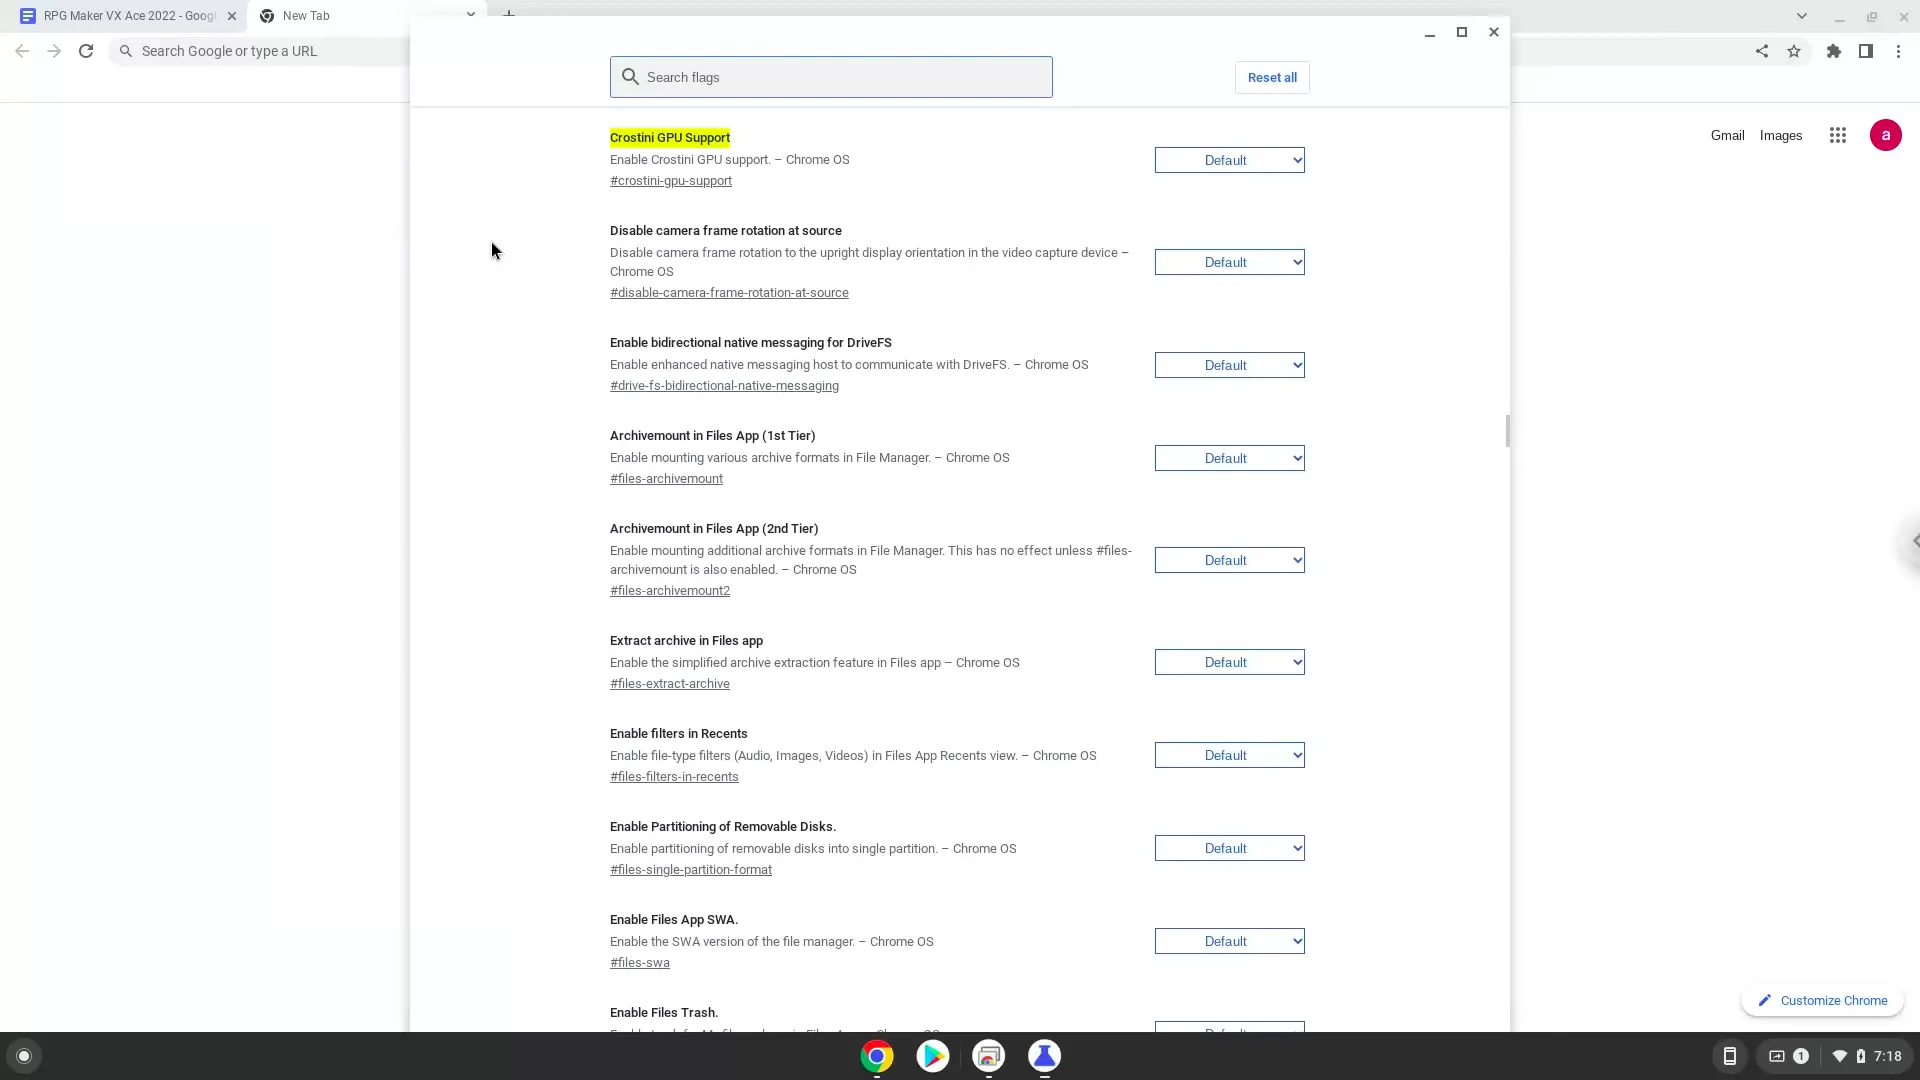 RPG Maker VX Ace 2022 - Goog
New Tab
Search Google or type a URL
Search flags
Reset all
Gmail
Images
a
Crostini GPU Support
Enable Crostini GPU support. – Chrome OS
#crostini-gpu-support
Default
Disable camera frame rotation at source
Disable camera frame rotation to the upright display orientation in the video capture device –
Chrome OS
#disable-camera-frame-rotation-at-source
Default
Enable bidirectional native messaging for DriveFS
Enable enhanced native messaging host to communicate with DriveFS. – Chrome OS
#drive-fs-bidirectional-native-messaging
Default
Archivemount in Files App (1st Tier)
Enable mounting various archive formats in File Manager. – Chrome OS
#files-archivemount
Default
Archivemount in Files App (2nd Tier)
Enable mounting additional archive formats in File Manager. This has no effect unless #files-
archivemount is also enabled. – Chrome OS
#files-archivemount2
Default
Extract archive in Files app
Enable the simplified archive extraction feature in Files app – Chrome OS
#files-extract-archive
Default
Enable filters in Recents
Enable file-type filters (Audio, Images, Videos) in Files App Recents view. – Chrome OS
#files-filters-in-recents
Default
Enable Partitioning of Removable Disks.
Enable partitioning of removable disks into single partition. – Chrome OS
#files-single-partition-format
Default
Enable Files App SWA.
Enable the SWA version of the file manager. – Chrome OS
#files-swa
Default
Enable Files Trash.
Customize Chrome
1
7:18